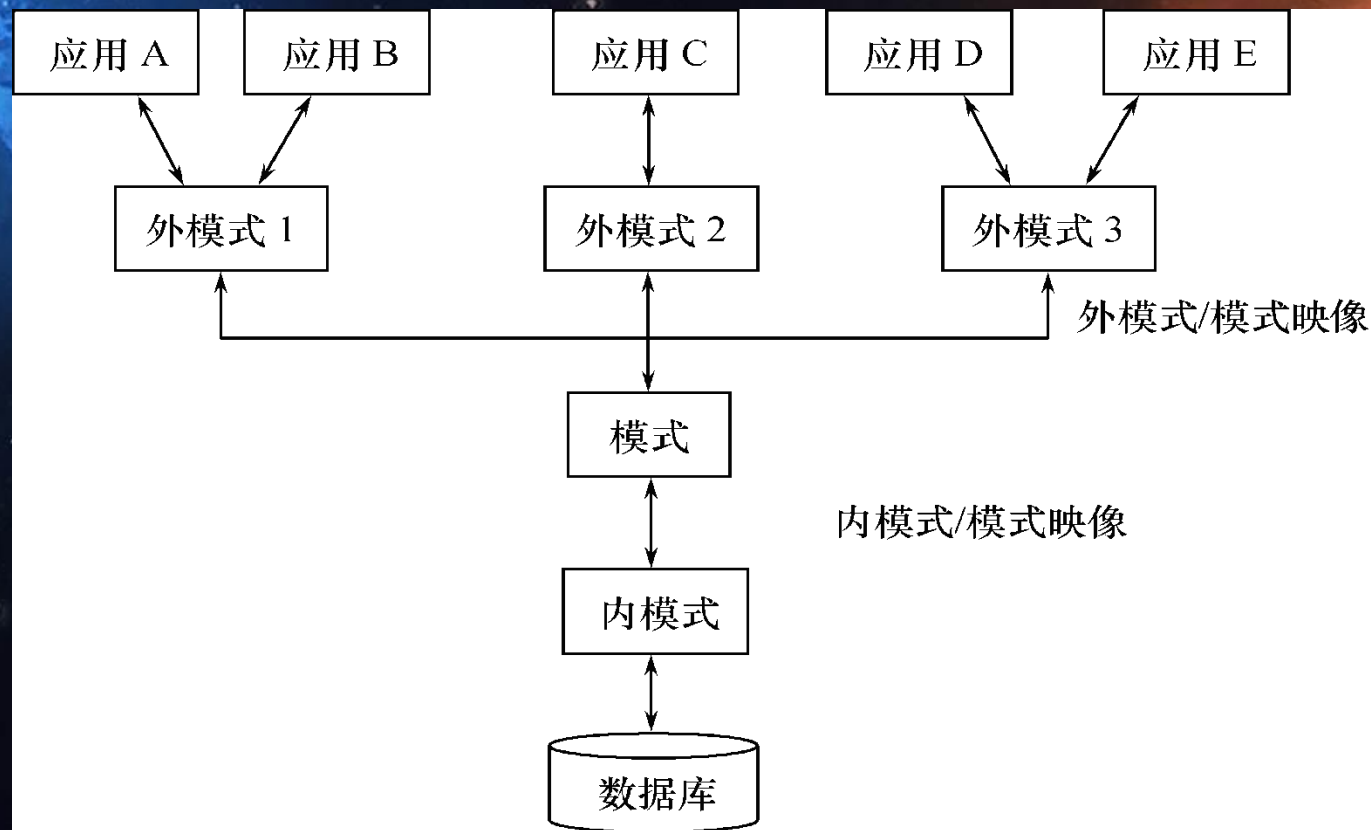 应用 A
应用 B
应用 C
应用 D
应用 E
外模式 1
外模式 2
外模式 3
外模式/模式映像
模式
内模式/模式映像
内模式
数据库